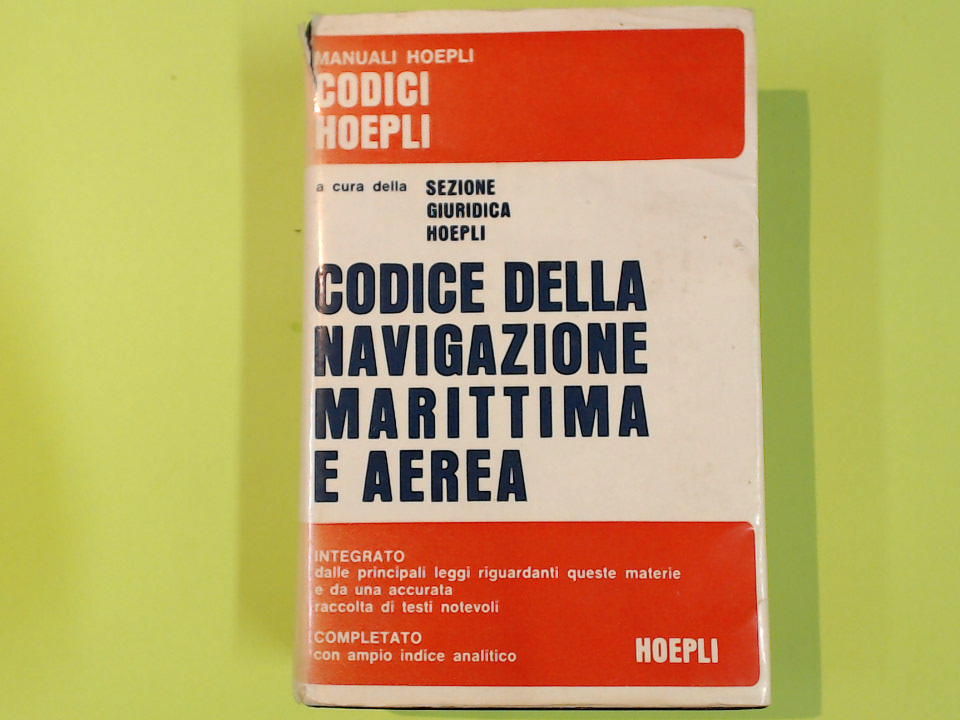 MANUALI HOEPLI
CODICI
HOEPLI
a cura della SEZIONE
GIURIDICA
HOEPLI
CODICE DELLA
NAVIGAZIONE
MARITTIMA
E AEREA
INTEGRATO
dalle principali leggi riguardanti queste materie
e da una accurata
raccolta di testi notevoli
COMPLETATO
con ampio indice analitico
HOEPLI